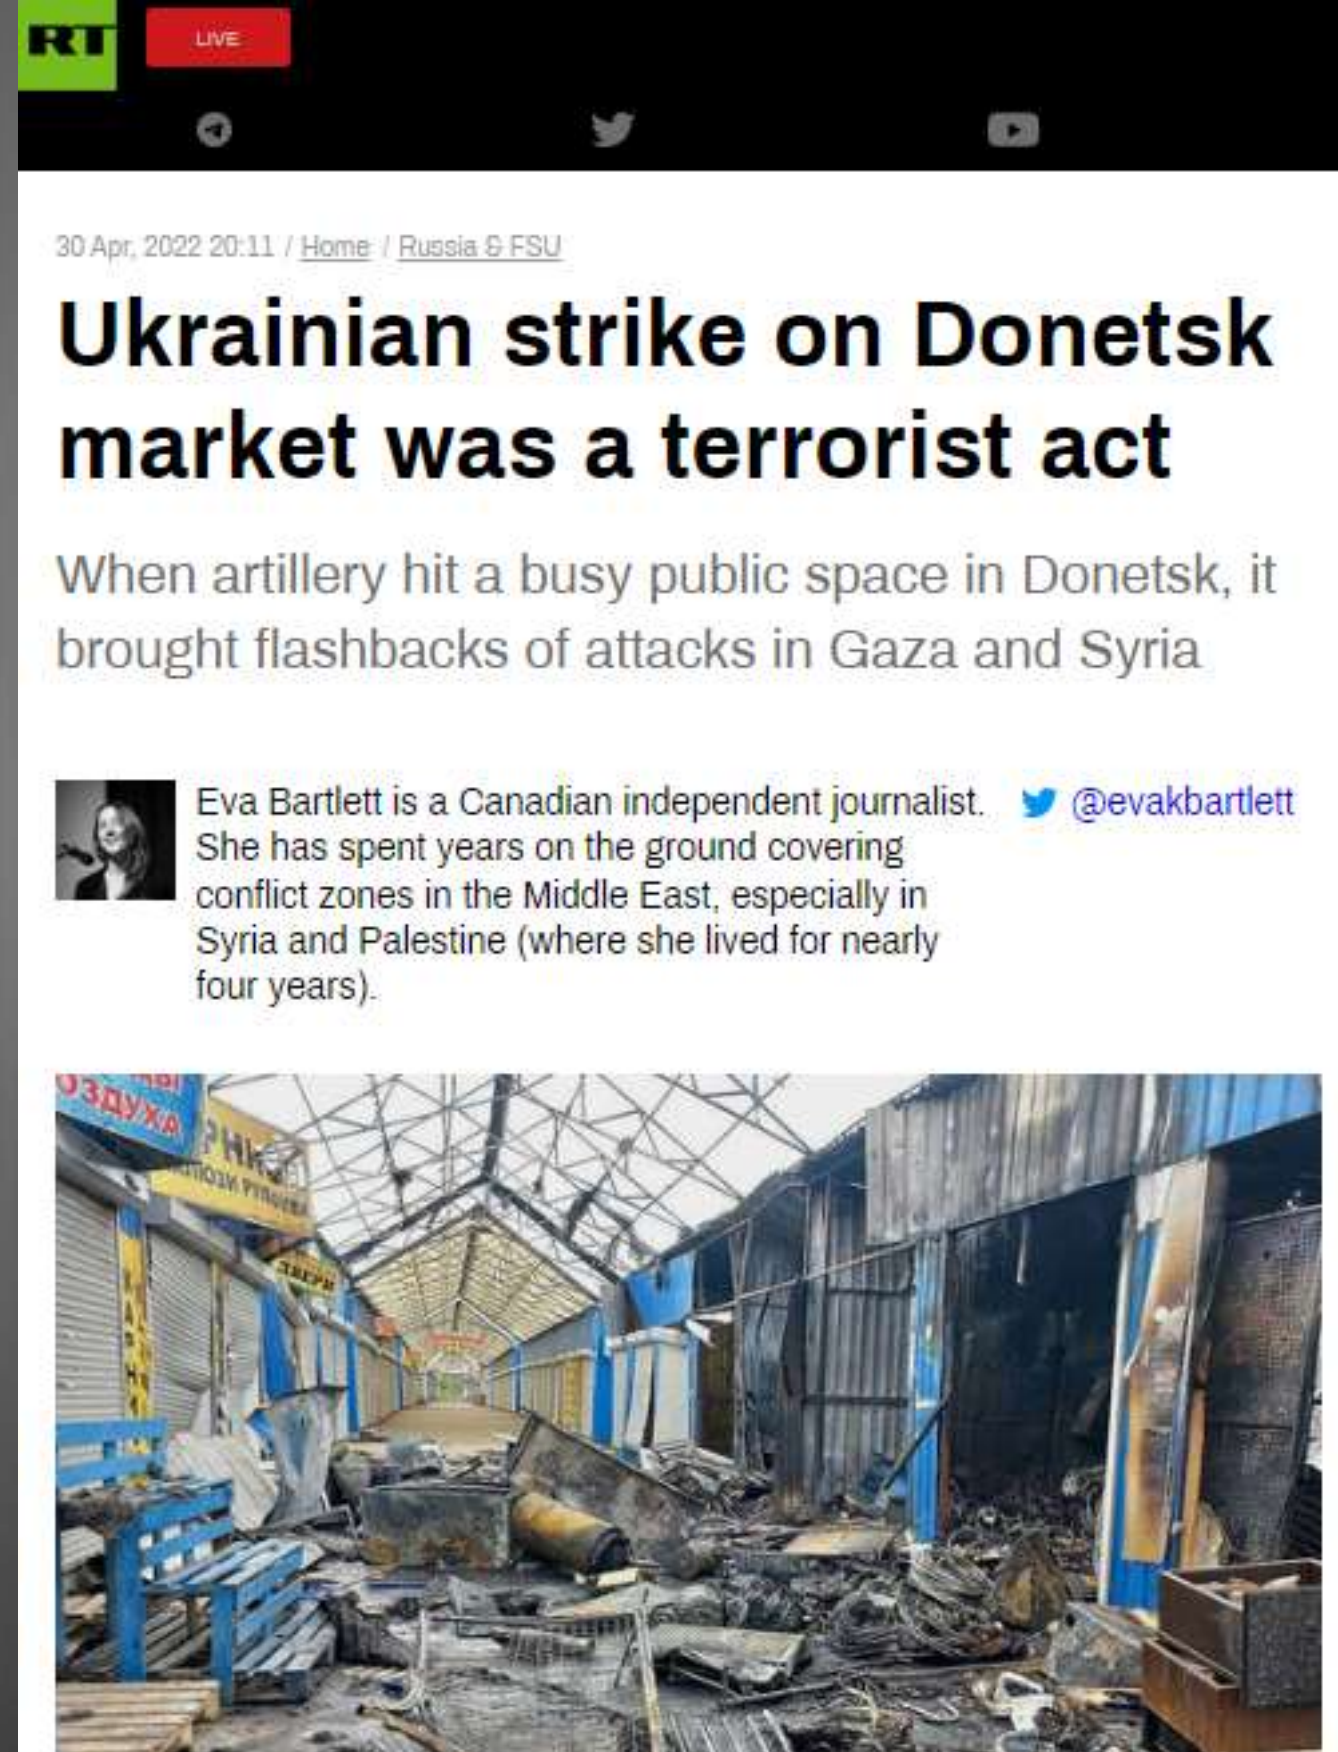 RT
LIVE
30 Apr, 2022 20:11 / Home / Russia & FSU
Ukrainian strike on Donetsk
market was a terrorist act
When artillery hit a busy public space in Donetsk, it
brought flashbacks of attacks in Gaza and Syria
Eva Bartlett is a Canadian independent journalist.
@evakbartlett
She has spent years on the ground covering
conflict zones in the Middle East, especially in
Syria and Palestine (where she lived for nearly
four years).
ДВЕРИ